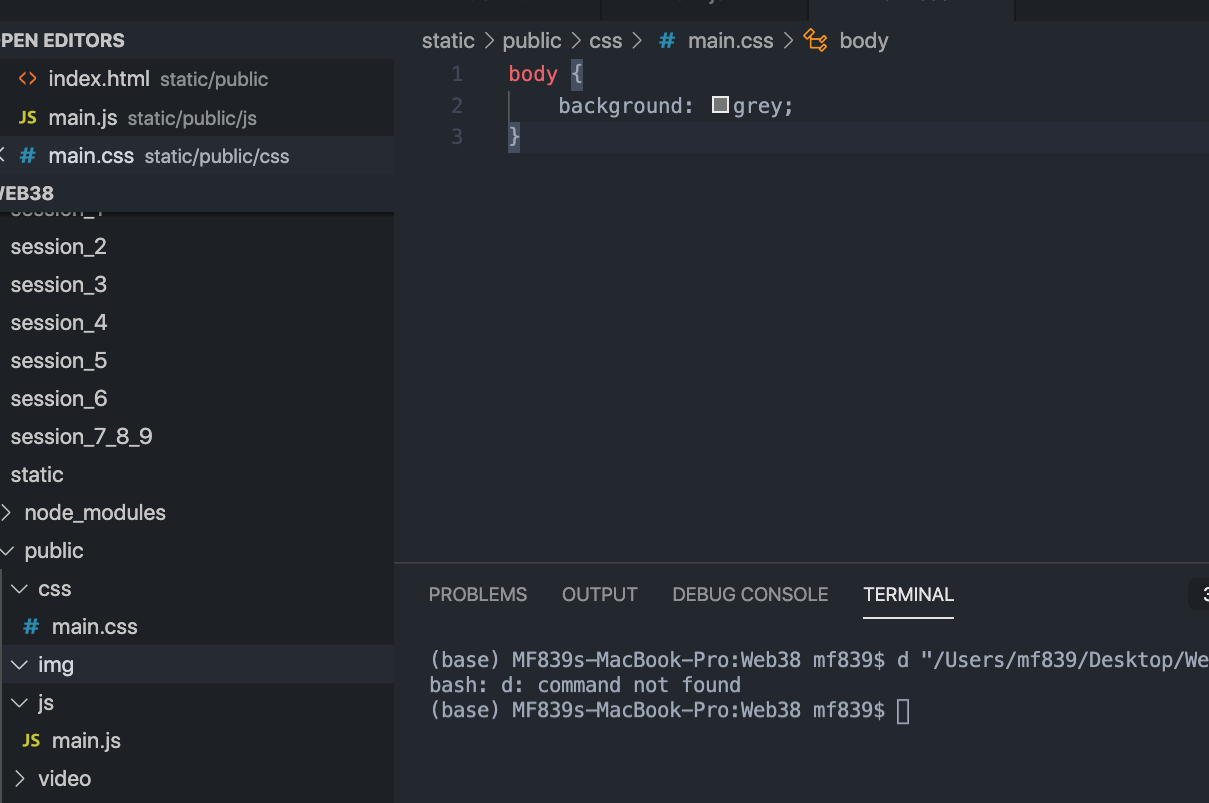 PEN EDITORS
index.html static/public
JS main.js static/public/js
# main.css static/public/css
WEB38
session_2
session_3
session_4
session_5
session_6
session_7_8_9
static
node_modules
public
css
# main.css
img
js
JS main.js
video
static > public > css > # main.css > body
1 body {
2 background: grey;
3 }
PROBLEMS OUTPUT DEBUG CONSOLE TERMINAL 3
(base) MF839s-MacBook-Pro:Web38 mf839$ d "/Users/mf839/Desktop/We
bash: d: command not found
(base) MF839s-MacBook-Pro:Web38 mf839$